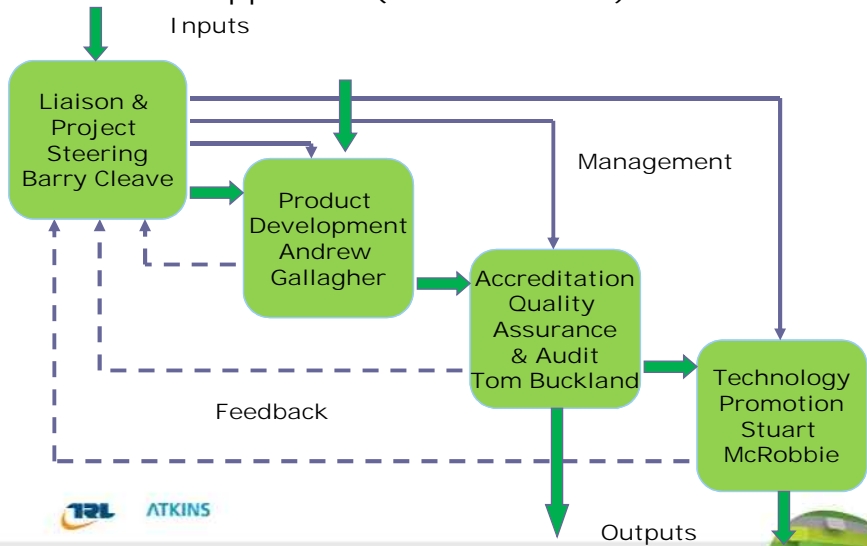 Inputs
Liaison &
Project
Steering
Barry Cleave
Management
Product
Development
Andrew
Gallagher
Accreditation
Quality
Assurance
& Audit
Tom Buckland
Technology
Promotion
Stuart
McRobbie
Feedback
TRL
ATKINS
Outputs